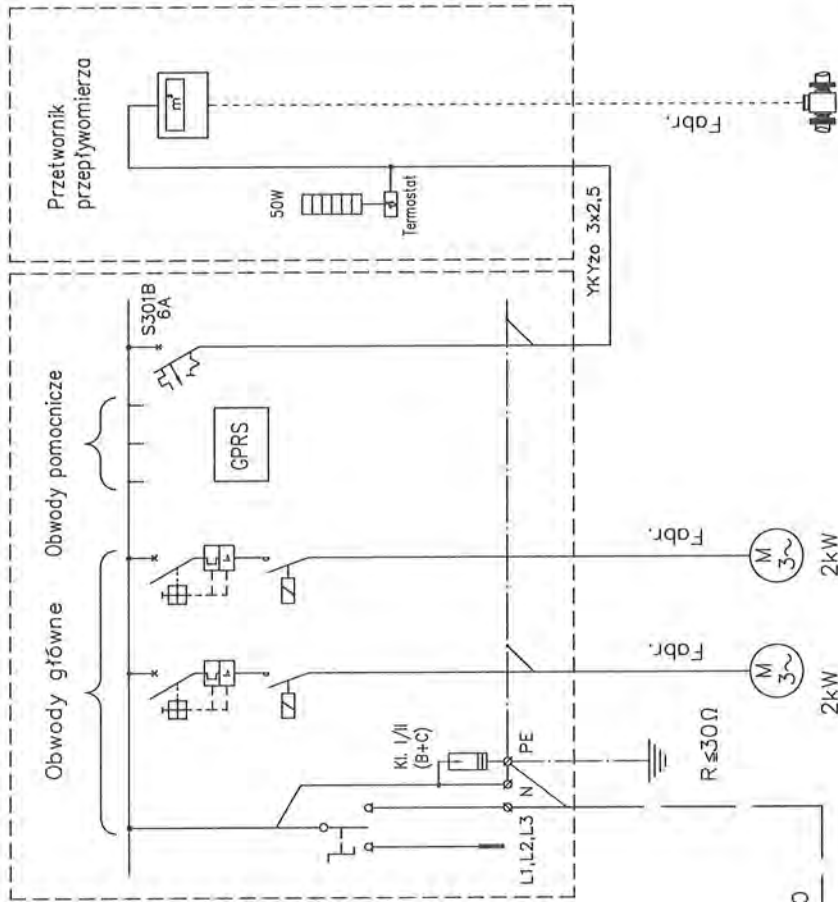 Przetwornik
przepływomierza
m³
50W
Termostat
Fabr.
YKYżo 3x2,5
S301B
6A
Obwody pomocnicze
GPRS
Obwody główne
Fabr.
M
3~
2kW
Fabr.
M
3~
2kW
Kl. I/II
(B+C)
PE
N
L1,L2,L3
R≤30Ω